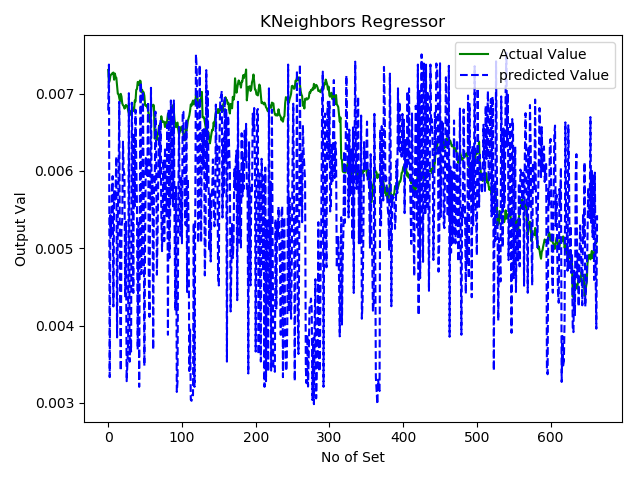 KNeighbors Regressor
Actual Value
predicted Value
Output Val
0.007
0.006
0.005
0.004
0.003
0 100 200 300 400 500 600
No of Set